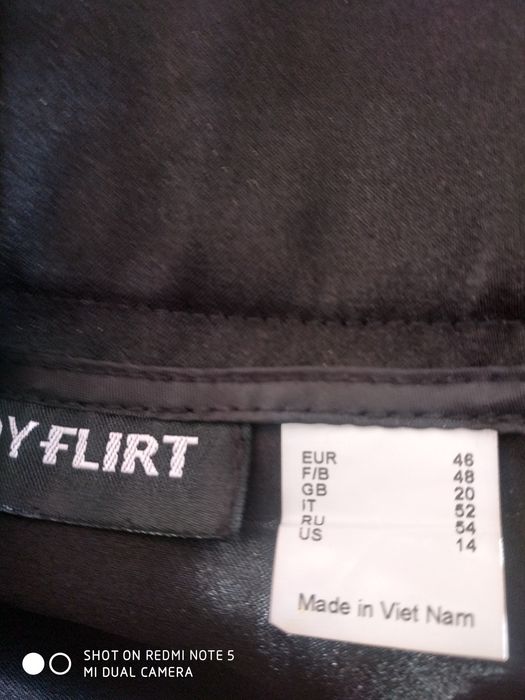 Y FLIRT
EUR 46
F/B 48
GB 20
IT 52
RU 54
US 14
Made in Viet Nam
SHOT ON REDMI NOTE 5
MI DUAL CAMERA